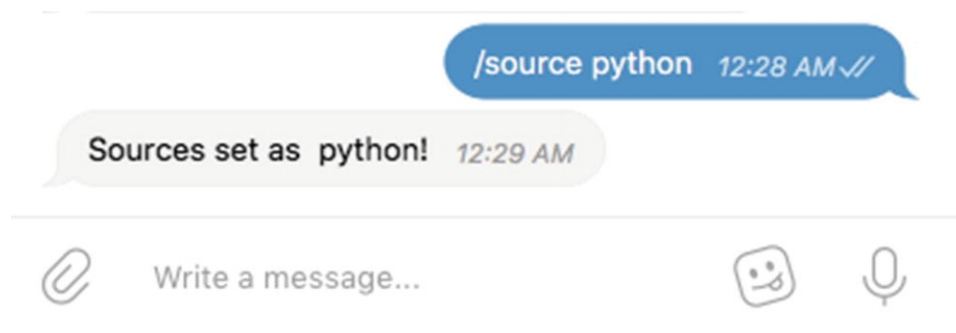 /source python 12:28 AM
Sources set as python! 12:29 AM
Write a message...